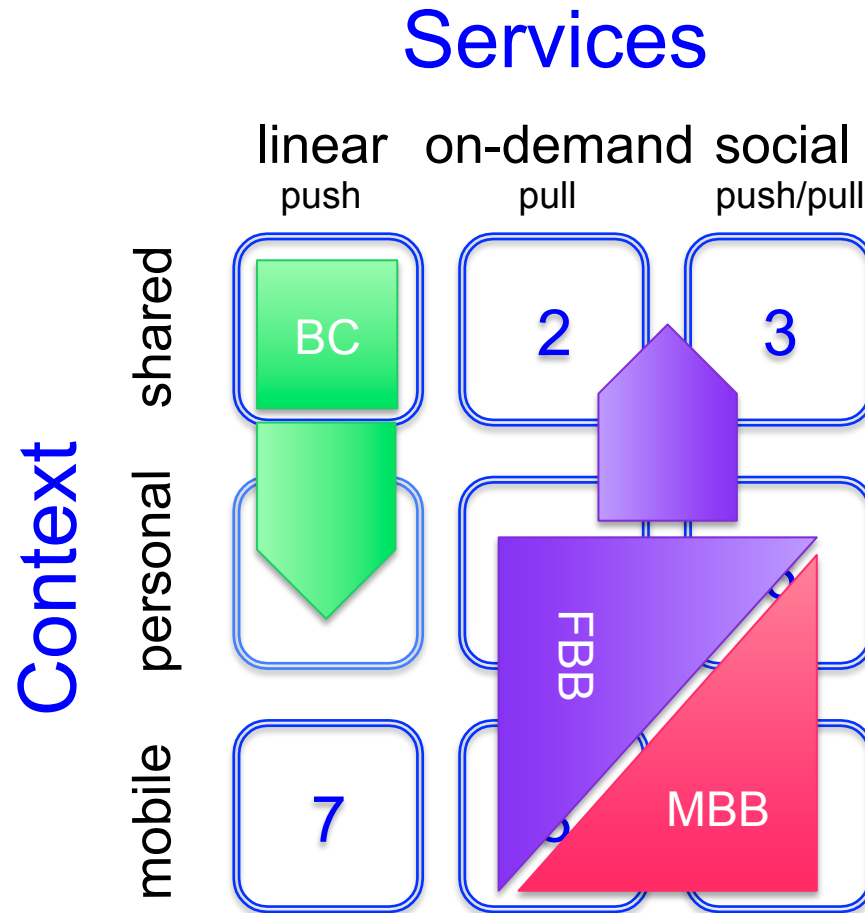 Services
linear on-demand social
push pull push/pull
Context
shared
BC
2
3
personal
FBB
mobile
7
MBB